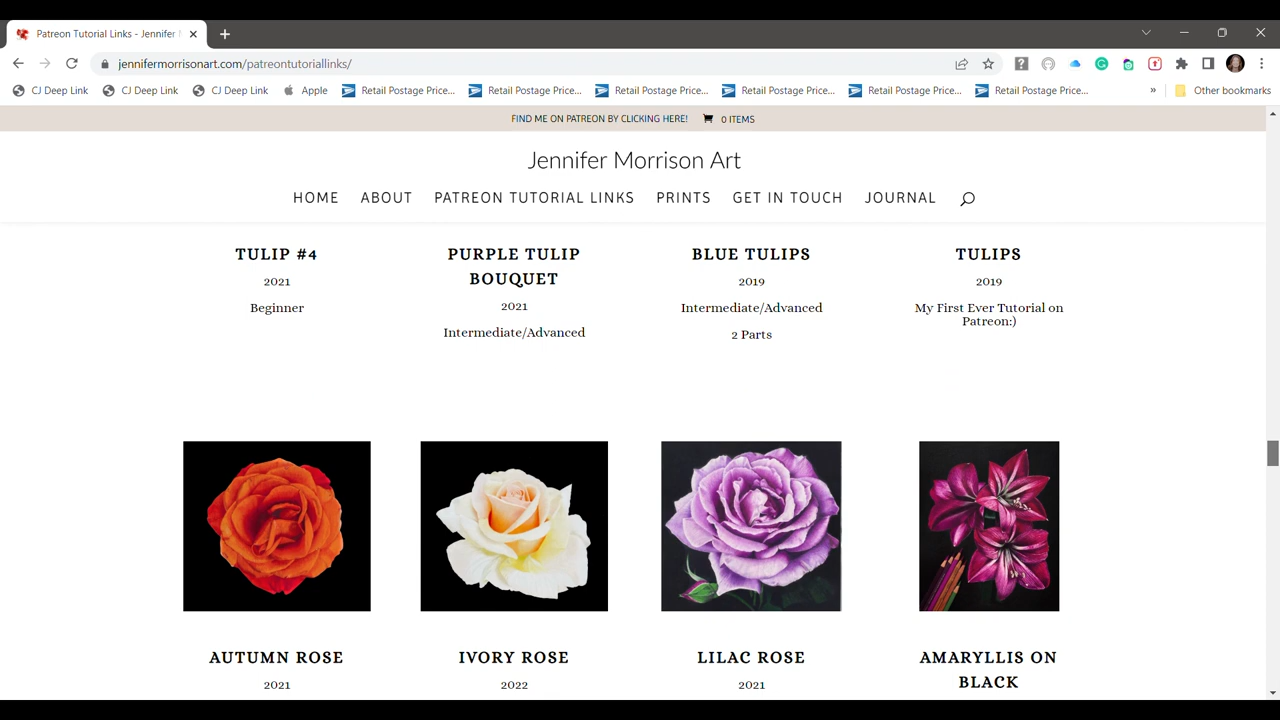 Patreon Tutorial Links - Jennifer
jennifermorrisonart.com/patreontutoriallinks/
CJ Deep Link CJ Deep Link CJ Deep Link Apple Retail Postage Price... Retail Postage Price... Retail Postage Price... Retail Postage Price... Retail Postage Price... Retail Postage Price... » Other bookmarks
FIND ME ON PATREON BY CLICKING HERE! 0 ITEMS
Jennifer Morrison Art
HOME ABOUT PATREON TUTORIAL LINKS PRINTS GET IN TOUCH JOURNAL
TULIP #4
2021
Beginner
PURPLE TULIP
BOUQUET
2021
Intermediate/Advanced
BLUE TULIPS
2019
Intermediate/Advanced
2 Parts
TULIPS
2019
My First Ever Tutorial on
Patreon:)
AUTUMN ROSE
2021
IVORY ROSE
2022
LILAC ROSE
2021
AMARYLLIS ON
BLACK